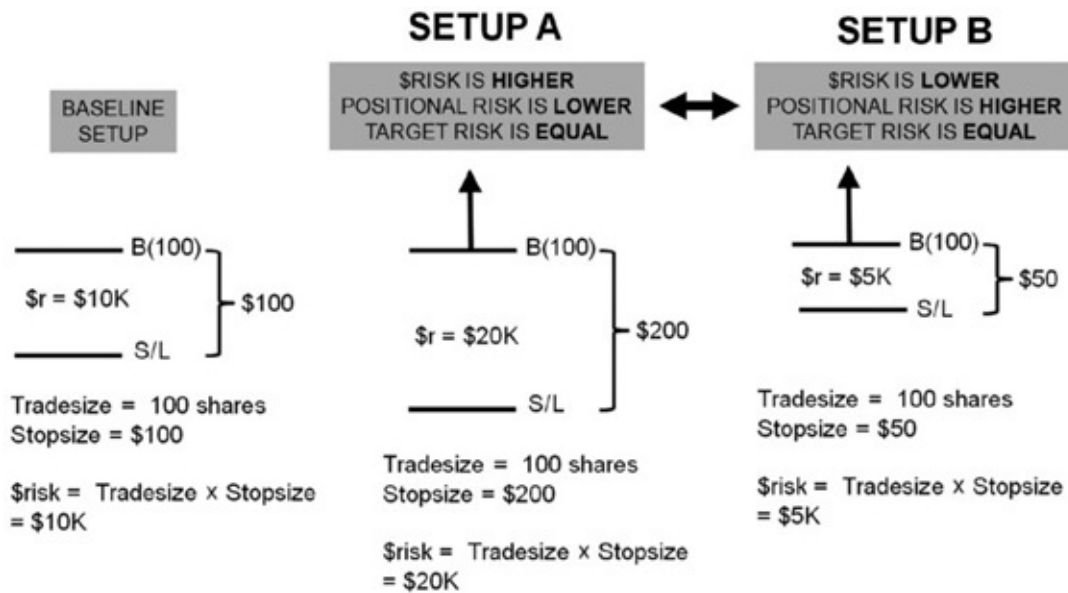 SETUP A
SETUP B
BASELINE
SETUP
$RISK IS HIGHER
POSITIONAL RISK IS LOWER
TARGET RISK IS EQUAL
$RISK IS LOWER
POSITIONAL RISK IS HIGHER
TARGET RISK IS EQUAL
B(100)
$r = $10K
$100
S/L
Tradesize = 100 shares
Stopsize = $100
$risk = Tradesize x Stopsize
= $10K
B(100)
$r = $20K
$200
S/L
Tradesize = 100 shares
Stopsize = $200
$risk = Tradesize x Stopsize
= $20K
B(100)
$r = $5K
$50
S/L
Tradesize = 100 shares
Stopsize = $50
$risk = Tradesize x Stopsize
= $5K